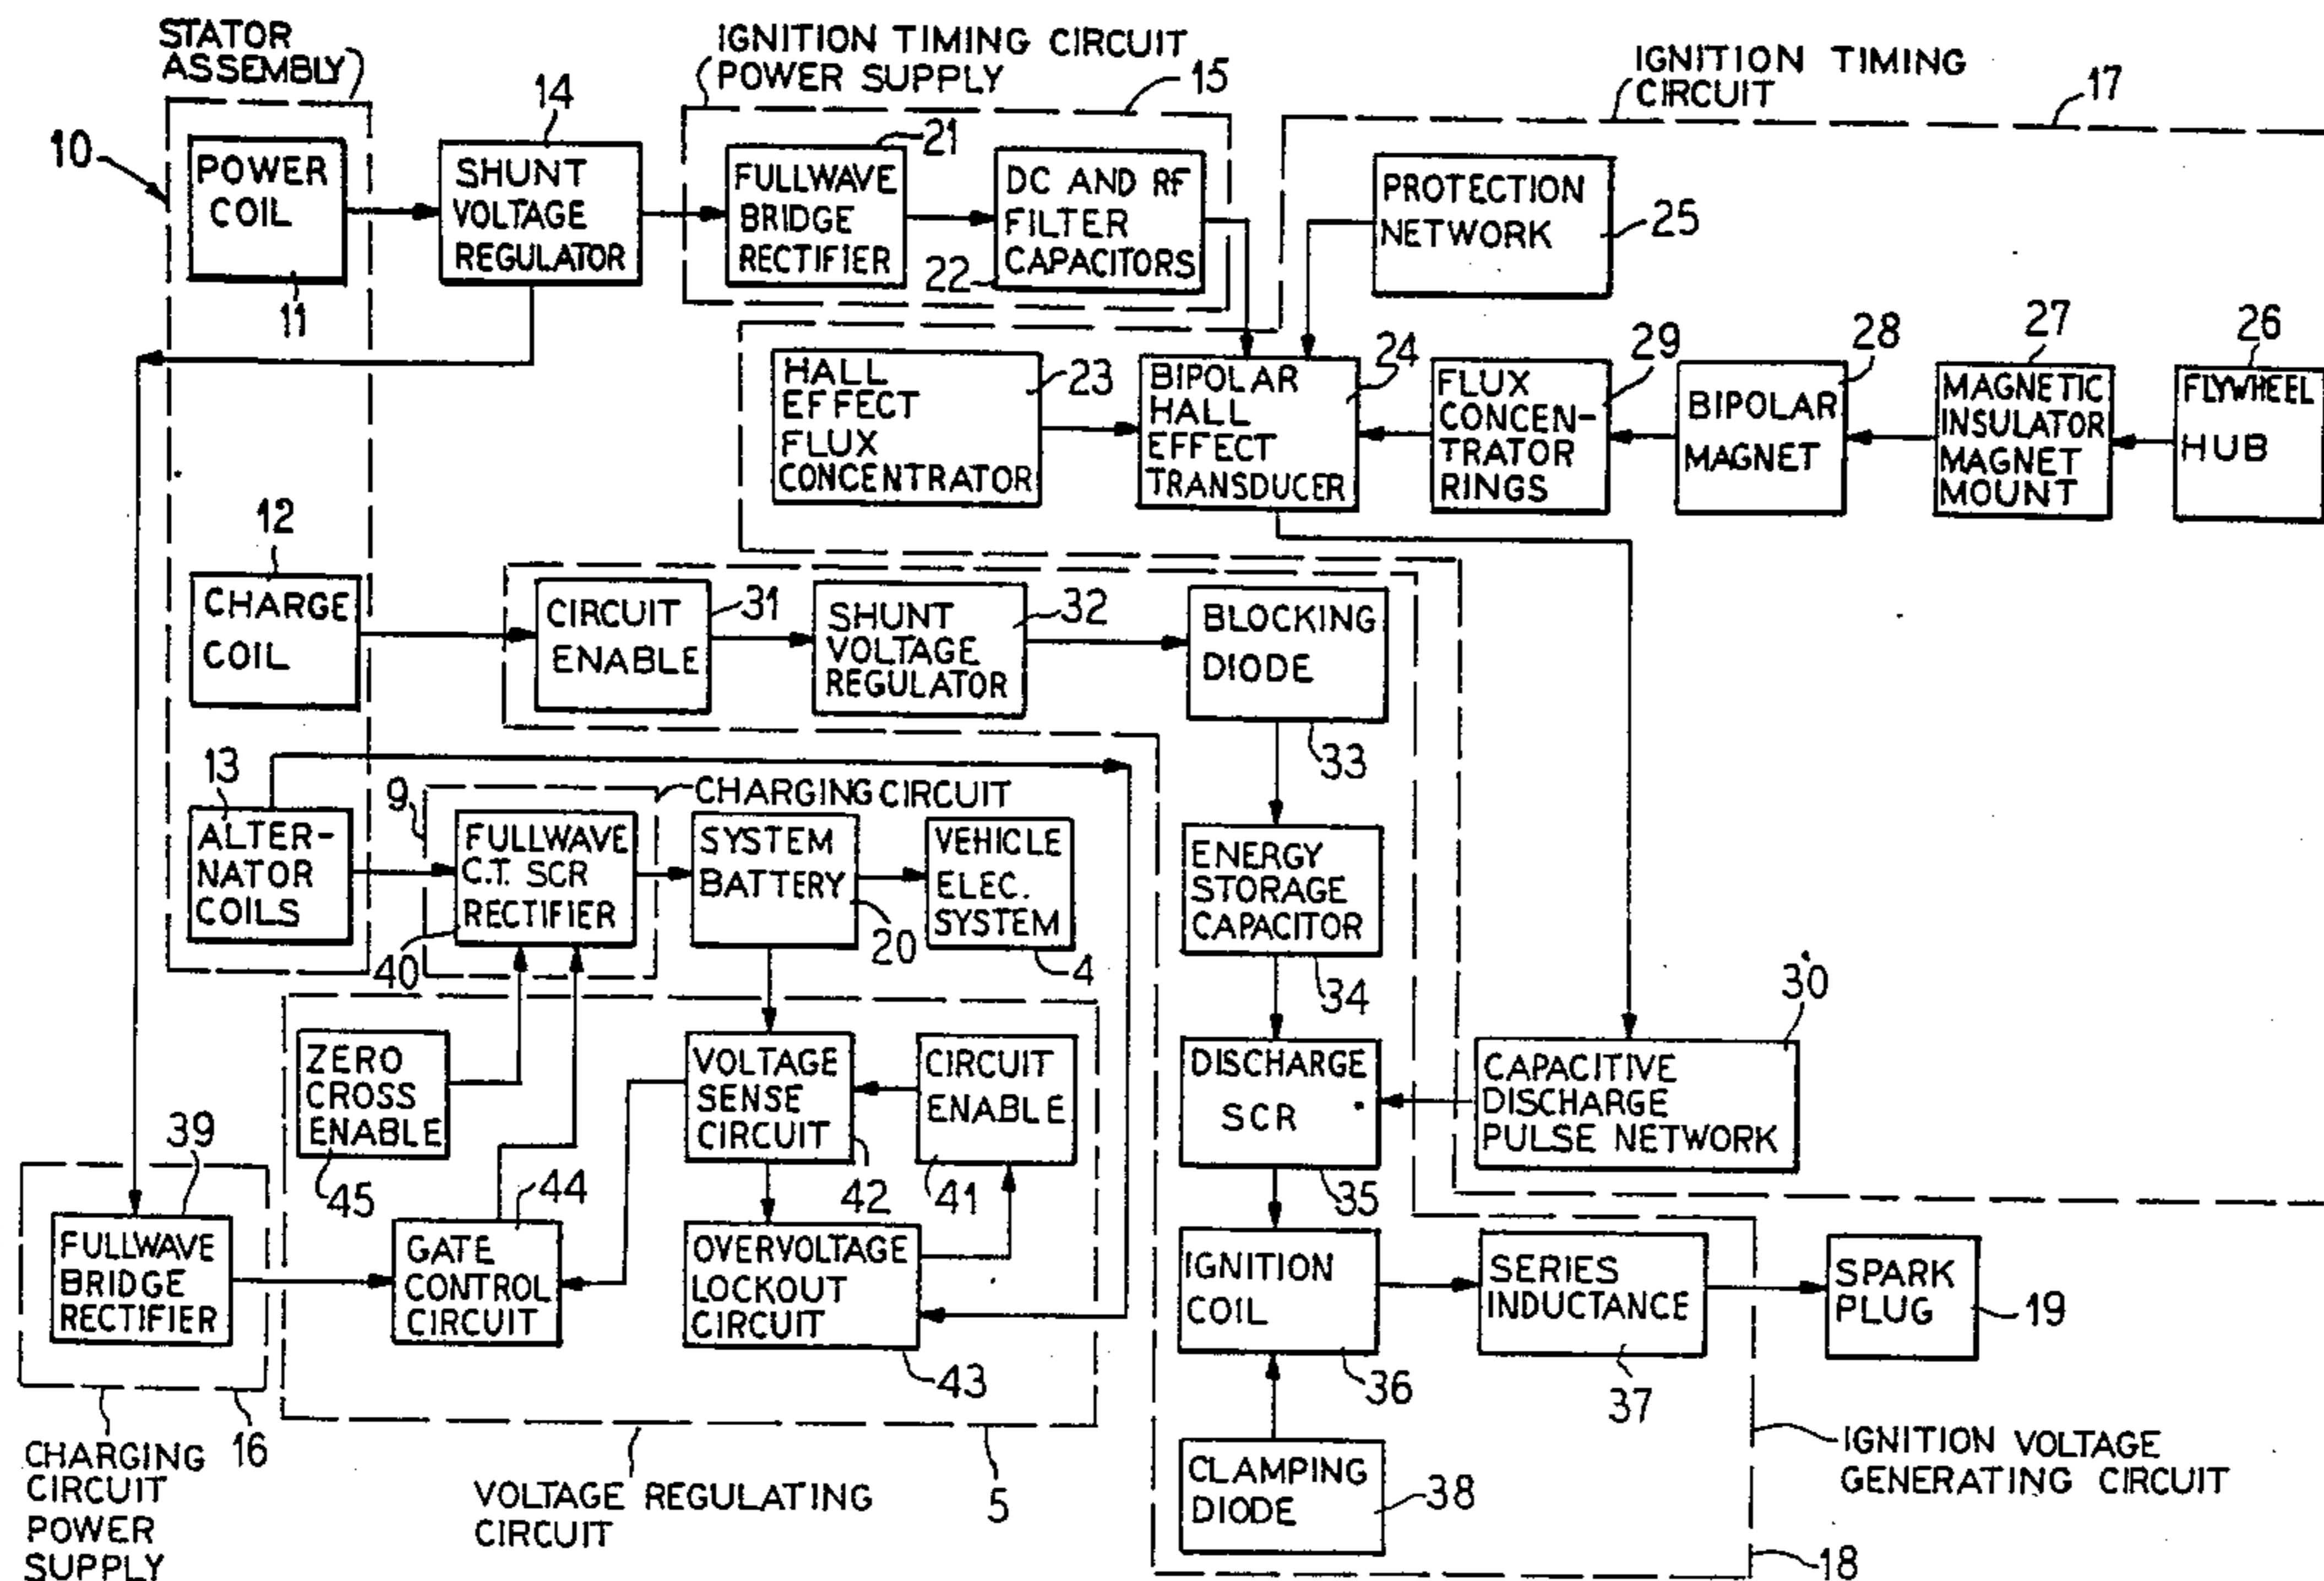 STATOR
ASSEMBLY
10
POWER
COIL
11
14
SHUNT
VOLTAGE
REGULATOR
IGNITION TIMING CIRCUIT
POWER SUPPLY
15
21
FULLWAVE
BRIDGE
RECTIFIER
DC AND RF
FILTER
CAPACITORS
22
IGNITION TIMING
CIRCUIT
17
PROTECTION
NETWORK
25
HALL
EFFECT
FLUX
CONCENTRATOR
23
BIPOLAR
HALL
EFFECT
TRANSDUCER
24
FLUX
CONCEN-
TRATOR
RINGS
29
BIPOLAR
MAGNET
28
27
MAGNETIC
INSULATOR
MAGNET
MOUNT
26
FLYWHEEL
HUB
12
CHARGE
COIL
CIRCUIT
ENABLE
31
SHUNT
VOLTAGE
REGULATOR
32
BLOCKING
DIODE
33
13
ALTER-
NATOR
COILS
9
CHARGING CIRCUIT
FULLWAVE
C.T. SCR
RECTIFIER
40
SYSTEM
BATTERY
20
VEHICLE
ELEC.
SYSTEM
4
ENERGY
STORAGE
CAPACITOR
34
ZERO
CROSS
ENABLE
45
VOLTAGE
SENSE
CIRCUIT
42
CIRCUIT
ENABLE
41
DISCHARGE
SCR
35
30
CAPACITIVE
DISCHARGE
PULSE NETWORK
39
FULLWAVE
BRIDGE
RECTIFIER
44
GATE
CONTROL
CIRCUIT
OVERVOLTAGE
LOCKOUT
CIRCUIT
43
IGNITION
COIL
36
SERIES
INDUCTANCE
37
SPARK
PLUG
19
CHARGING
CIRCUIT
POWER
SUPPLY
16
VOLTAGE REGULATING
CIRCUIT
5
CLAMPING
DIODE
38
IGNITION VOLTAGE
GENERATING CIRCUIT
18